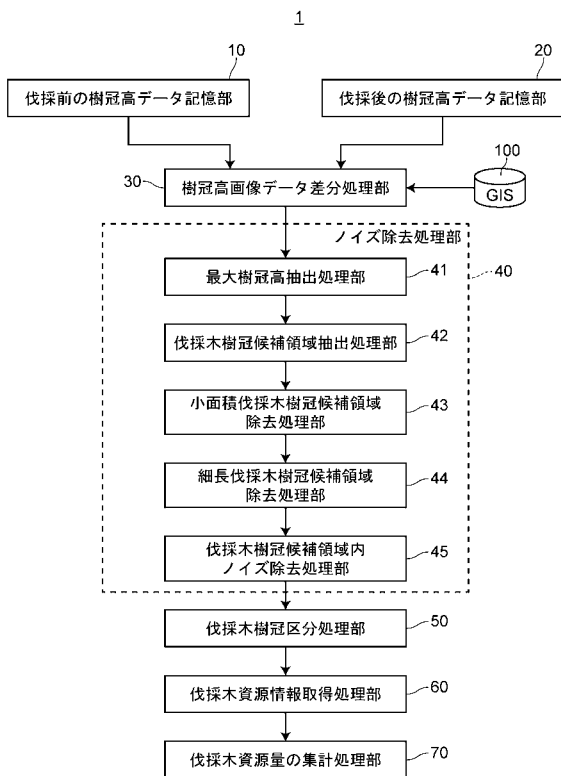 1
10
20
伐採前の樹冠高データ記憶部
伐採後の樹冠高データ記憶部
30
樹冠高画像データ差分処理部
100
GIS
ノイズ除去処理部
40
最大樹冠高抽出処理部
41
伐採木樹冠候補領域抽出処理部
42
小面積伐採木樹冠候補領域
除去処理部
43
細長伐採木樹冠候補領域
除去処理部
44
伐採木樹冠候補領域内
ノイズ除去処理部
45
伐採木樹冠区分処理部
50
伐採木資源情報取得処理部
60
伐採木資源量の集計処理部
70